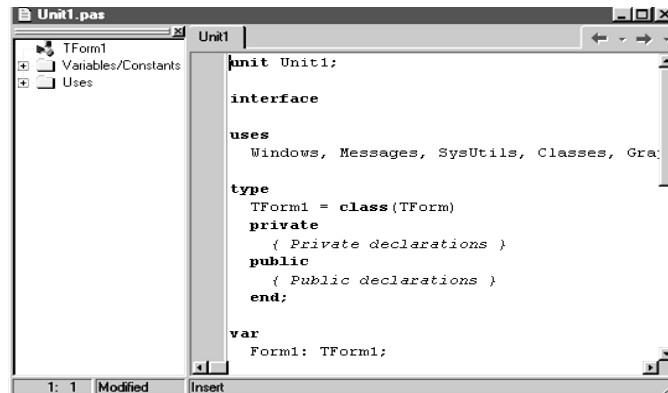 Unit1.pas
TForm1
Variables/Constants
Uses
Unit1
unit Unit1;
interface
uses
Windows, Messages, SysUtils, Classes, Gra
type
TForm1 = class(TForm)
private
{ Private declarations }
public
{ Public declarations }
end;
var
Form1: TForm1;
1: 1 Modified Insert